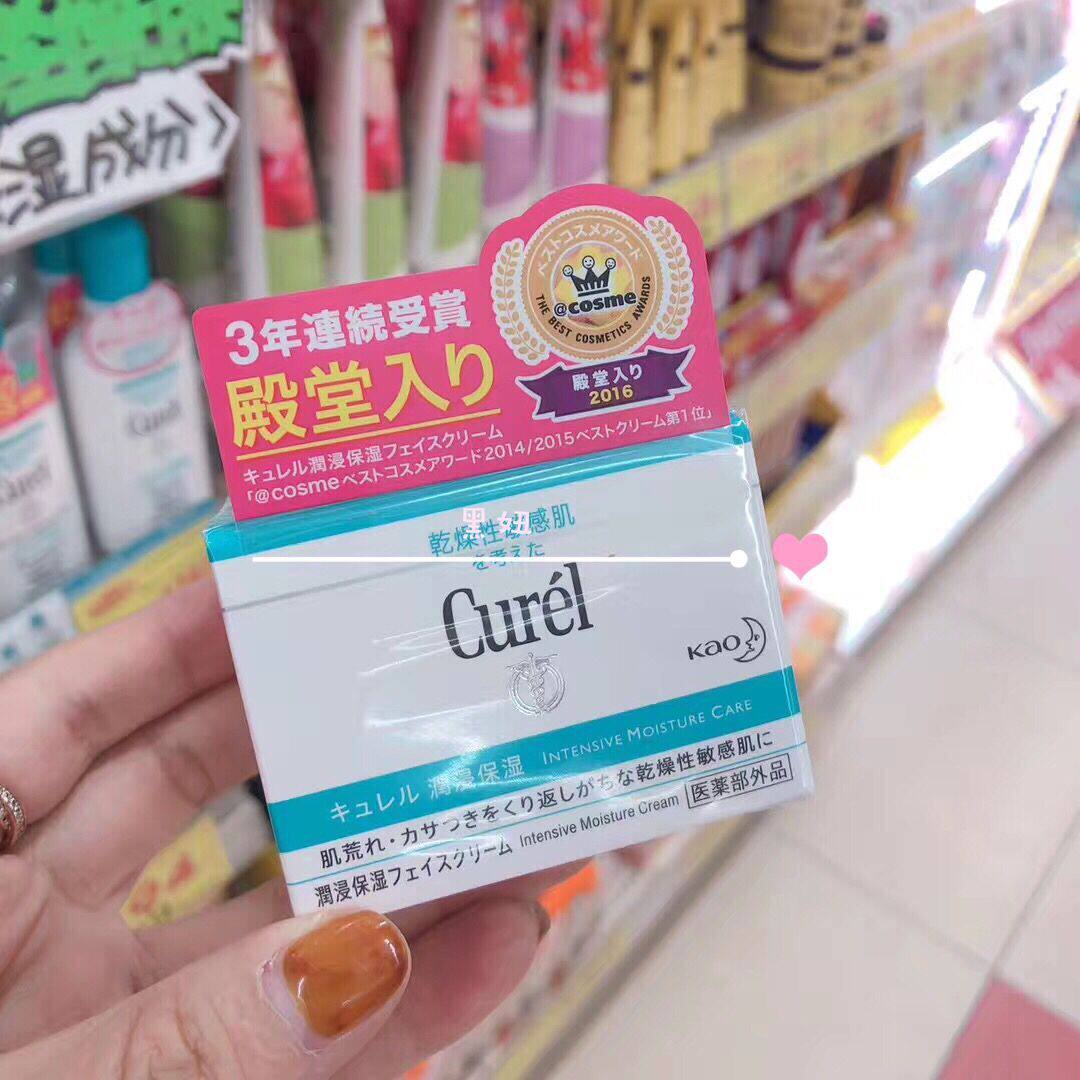 湿成分
ベストコスメアワード
@cosme
THE BEST COSMETICS AWARDS
3年連続受賞
殿堂入り
殿堂入り
2016
キュレル潤浸保湿フェイスクリーム
「@cosmeベストコスメアワード2014/2015ベストクリーム第1位」
黑妞
乾燥性敏感肌
を考えた
Curél
Kao
キュレル 潤浸保湿 INTENSIVE MOISTURE CARE
肌荒れ・カサつきをくり返しがちな乾燥性敏感肌に
潤浸保湿フェイスクリーム Intensive Moisture Cream 医薬部外品
Curél